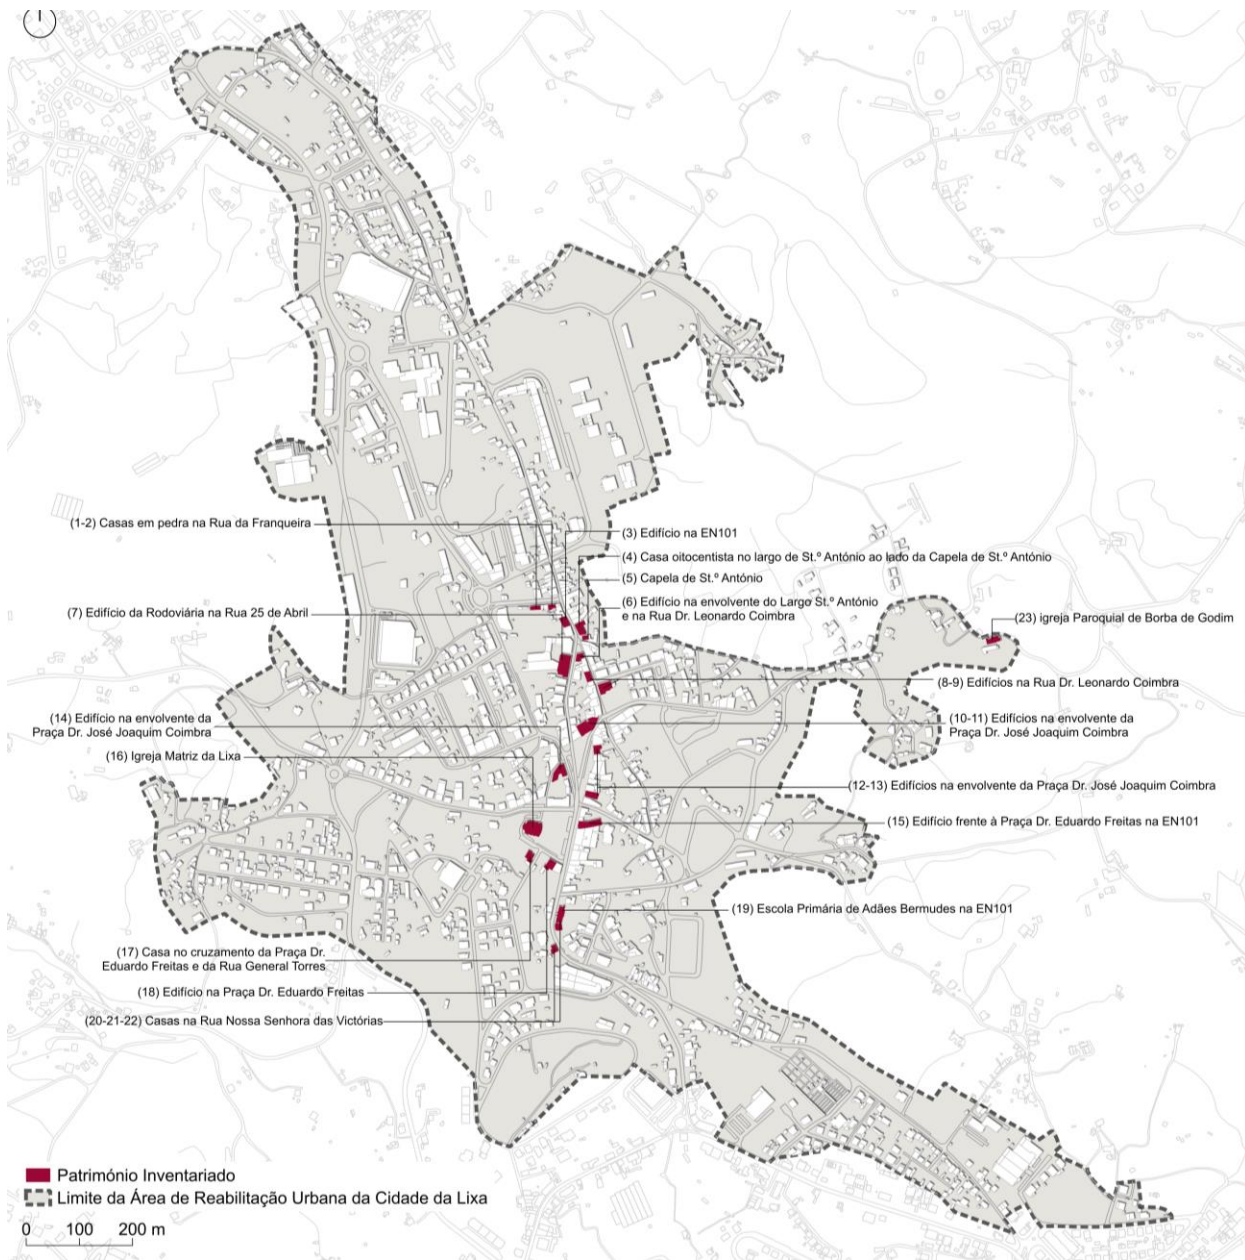 (1-2) Casas em pedra na Rua da Franqueira
(3) Edifício na EN101
(4) Casa oitocentista no largo de St.º António ao lado da Capela de St.º António
(5) Capela de St.º António
(6) Edifício na envolvente do Largo St.º António
e na Rua Dr. Leonardo Coimbra
(7) Edifício da Rodoviária na Rua 25 de Abril
(23) igreja Paroquial de Borba de Godim
(8-9) Edifícios na Rua Dr. Leonardo Coimbra
(14) Edifício na envolvente da
Praça Dr. José Joaquim Coimbra
(10-11) Edifícios na envolvente da
Praça Dr. José Joaquim Coimbra
(16) Igreja Matriz da Lixa
(12-13) Edifícios na envolvente da Praça Dr. José Joaquim Coimbra
(15) Edifício frente à Praça Dr. Eduardo Freitas na EN101
(19) Escola Primária de Adães Bermudes na EN101
(17) Casa no cruzamento da Praça Dr.
Eduardo Freitas e da Rua General Torres
(18) Edifício na Praça Dr. Eduardo Freitas
(20-21-22) Casas na Rua Nossa Senhora das Victórias
Património Inventariado
Limite da Área de Reabilitação Urbana da Cidade da Lixa
0 100 200 m